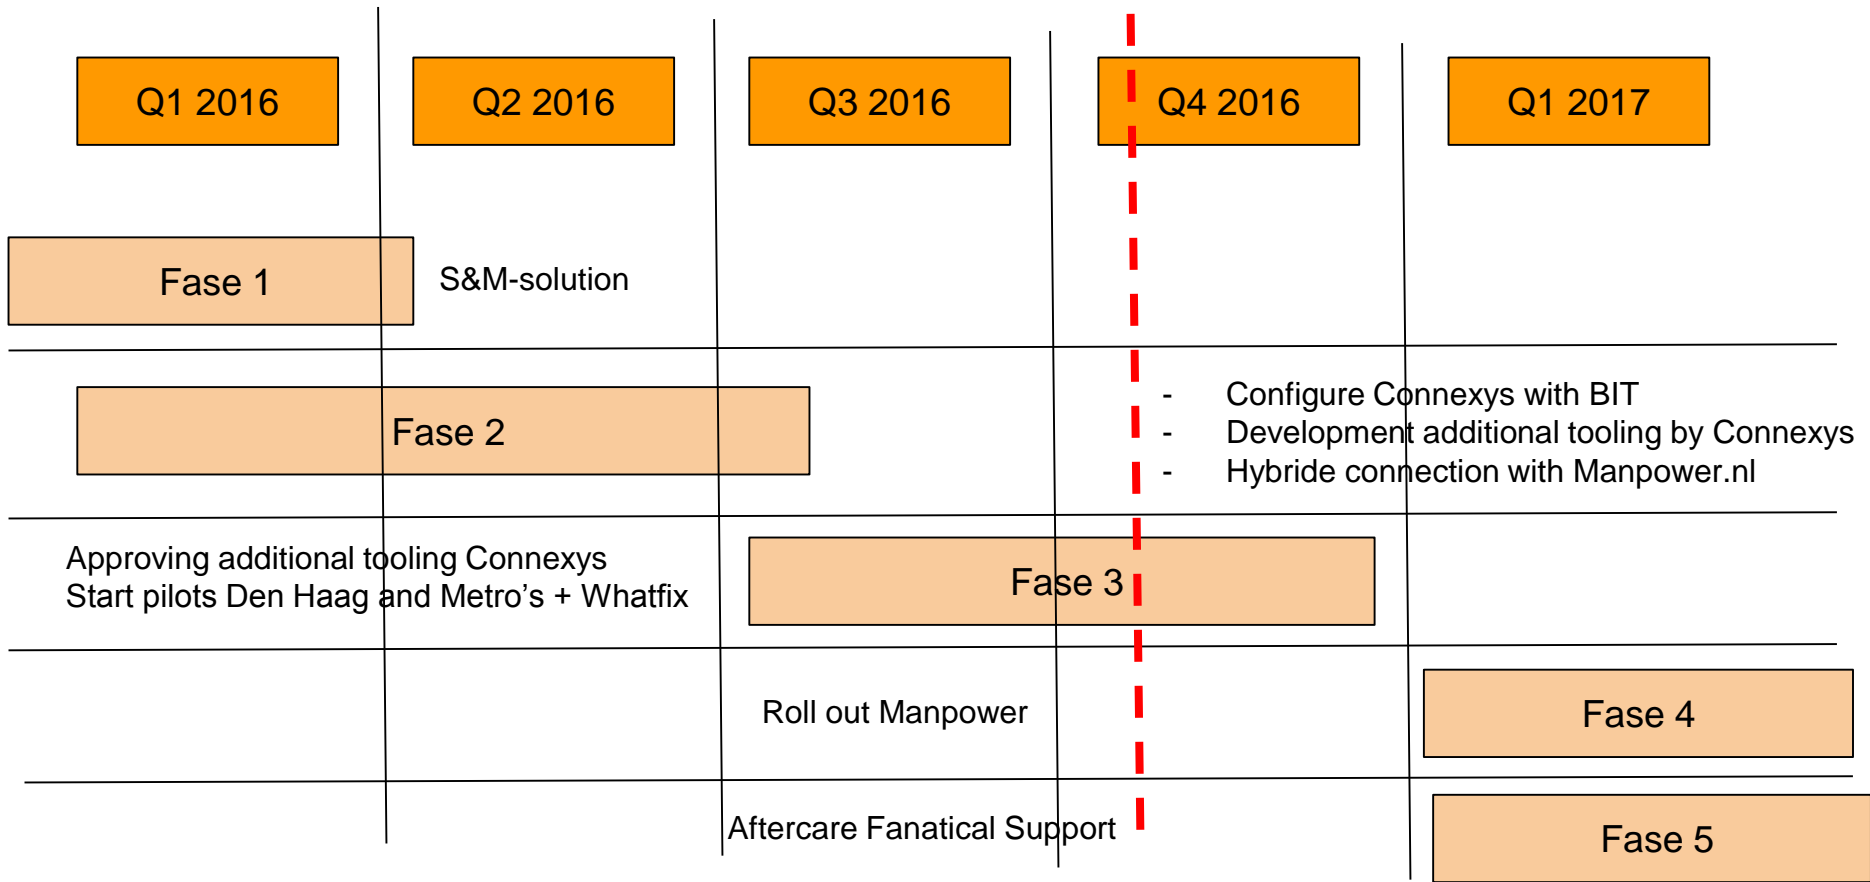 Q1 2016
Q2 2016
Q3 2016
Q4 2016
Q1 2017
Fase 1
S&M-solution
Fase 2
- Configure Connexys with BIT
- Development additional tooling by Connexys
- Hybride connection with Manpower.nl
Approving additional tooling Connexys
Start pilots Den Haag and Metro’s + Whatfix
Fase 3
Roll out Manpower
Fase 4
Aftercare Fanatical Support
Fase 5